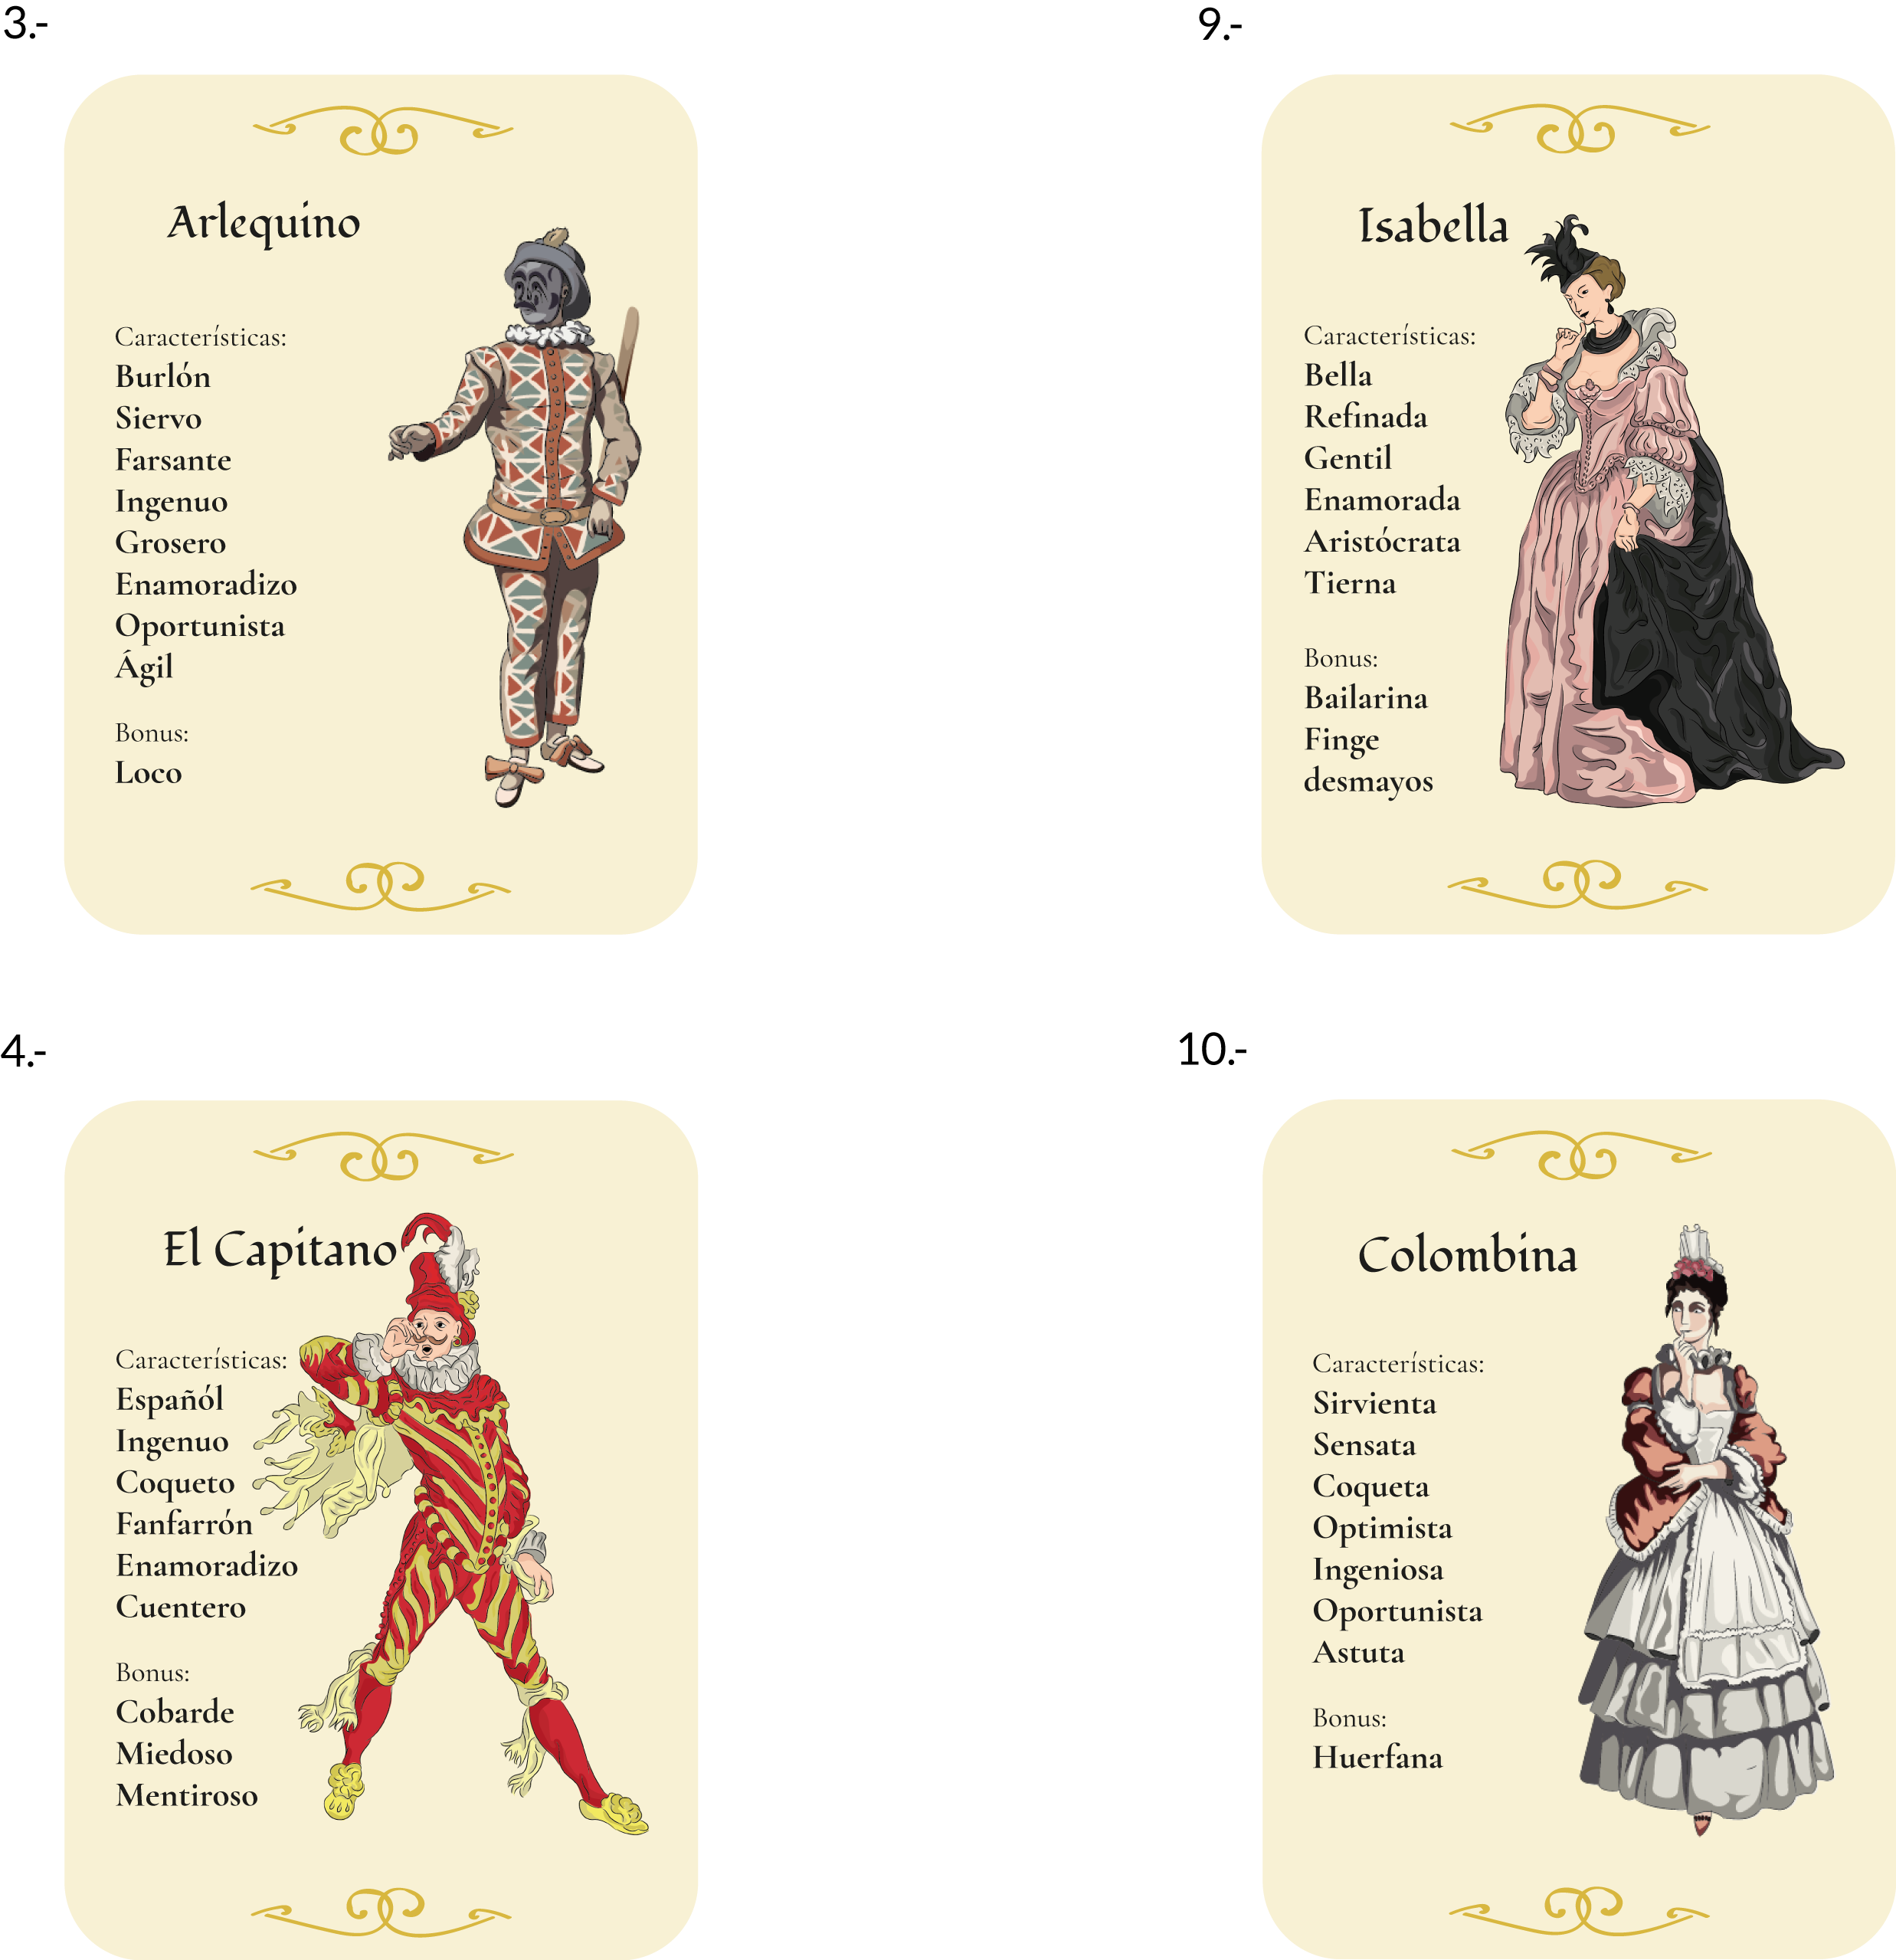 3.-
Arlequino
Características:
Burlón
Siervo
Farsante
Ingenuo
Grosero
Enamoradizo
Oportunista
Ágil
Bonus:
Loco
9.-
Isabella
Características:
Bella
Refinada
Gentil
Enamorada
Aristócrata
Tierna
Bonus:
Bailarina
Finge
desmayos
4.-
El Capitano
Características:
Españól
Ingenuo
Coqueto
Fanfarrón
Enamoradizo
Cuentero
Bonus:
Cobarde
Miedoso
Mentiroso
10.-
Colombina
Características:
Sirvienta
Sensata
Coqueta
Optimista
Ingeniosa
Oportunista
Astuta
Bonus:
Huerfana